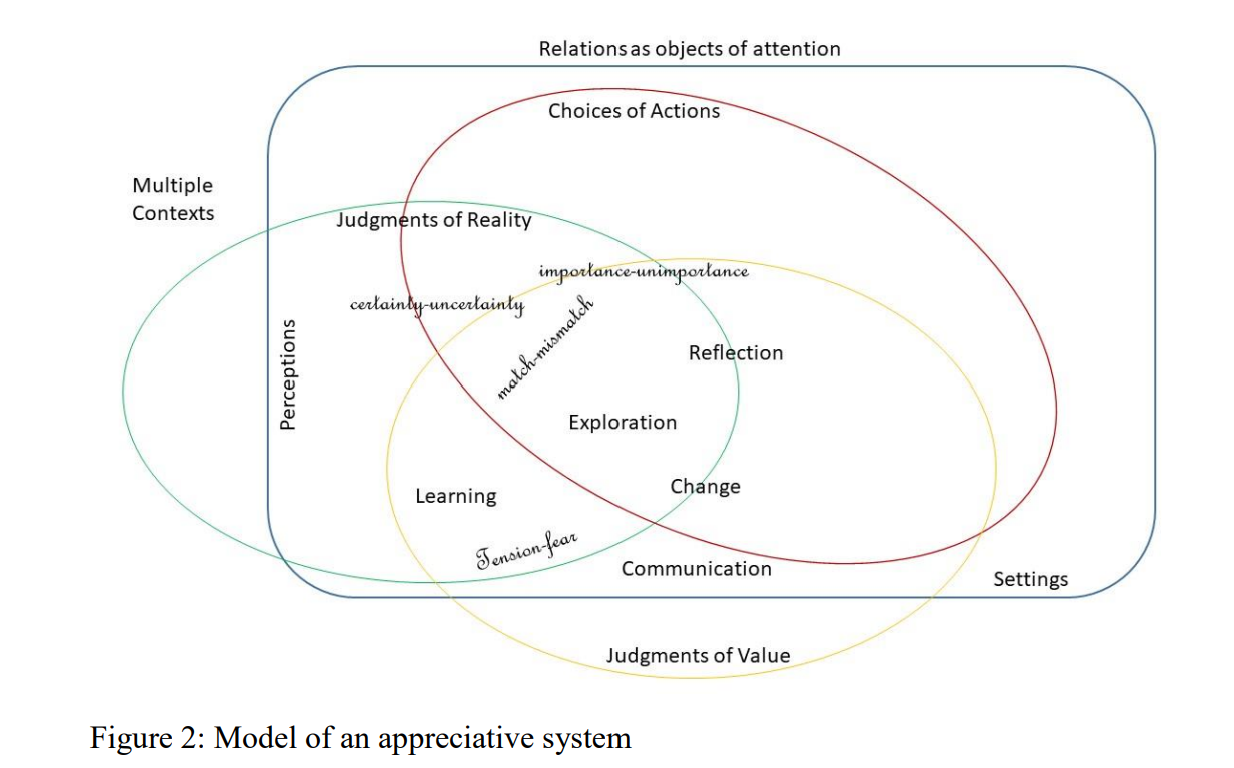 Relations as objects of attention
Choices of Actions
Multiple
Contexts
Judgments of Reality
importance-unimportance
certainty-uncertainty
match-mismatch
Perceptions
Reflection
Exploration
Change
Learning
Tension-fear
Communication
Settings
Judgments of Value
Figure 2: Model of an appreciative system